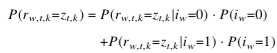 P(r_{w,t,k}=z_{t,k}) = P(r_{w,t,k}=z_{t,k}|i_w=0) · P(i_w=0)
+P(r_{w,t,k}=z_{t,k}|i_w=1) · P(i_w=1)